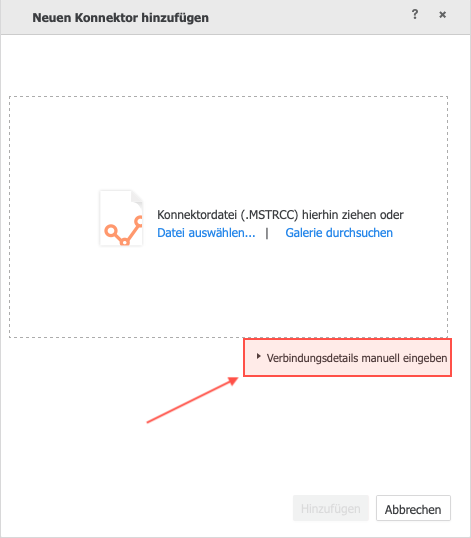 Neuen Konnektor hinzufügen ? ×
Konnektordatei (.MSTRCC) hierhin ziehen oder
Datei auswählen... | Galerie durchsuchen
Verbindungsdetails manuell eingeben
Hinzufügen Abbrechen